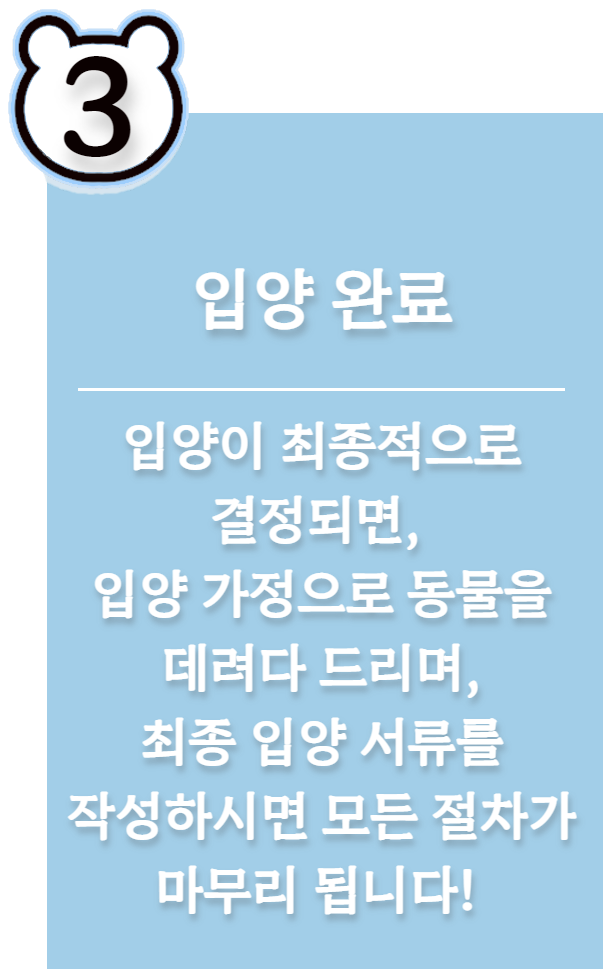 3
입양 완료
입양이 최종적으로
결정되면,
입양 가정으로 동물을
데려다 드리며,
최종 입양 서류를
작성하시면 모든 절차가
마무리 됩니다!